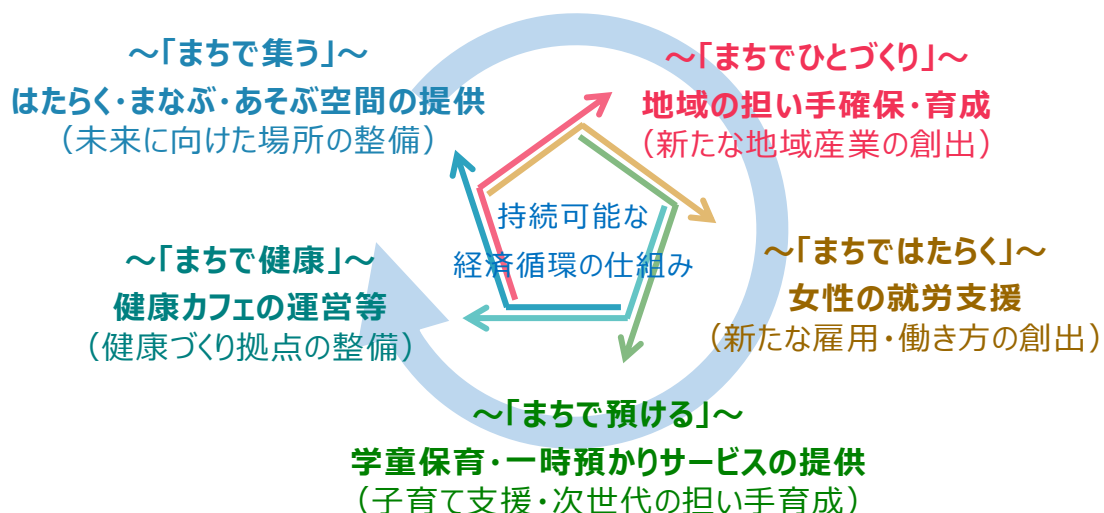 ～｢まちで集う｣～
はたらく・まなぶ・あそぶ空間の提供
（未来に向けた場所の整備）
～｢まちでひとづくり｣～
地域の担い手確保・育成
（新たな地域産業の創出）
持続可能な
経済循環の仕組み
～｢まちで健康｣～
健康カフェの運営等
（健康づくり拠点の整備）
～｢まちではたらく｣～
女性の就労支援
（新たな雇用・働き方の創出）
～｢まちで預ける｣～
学童保育・一時預かりサービスの提供
（子育て支援・次世代の担い手育成）